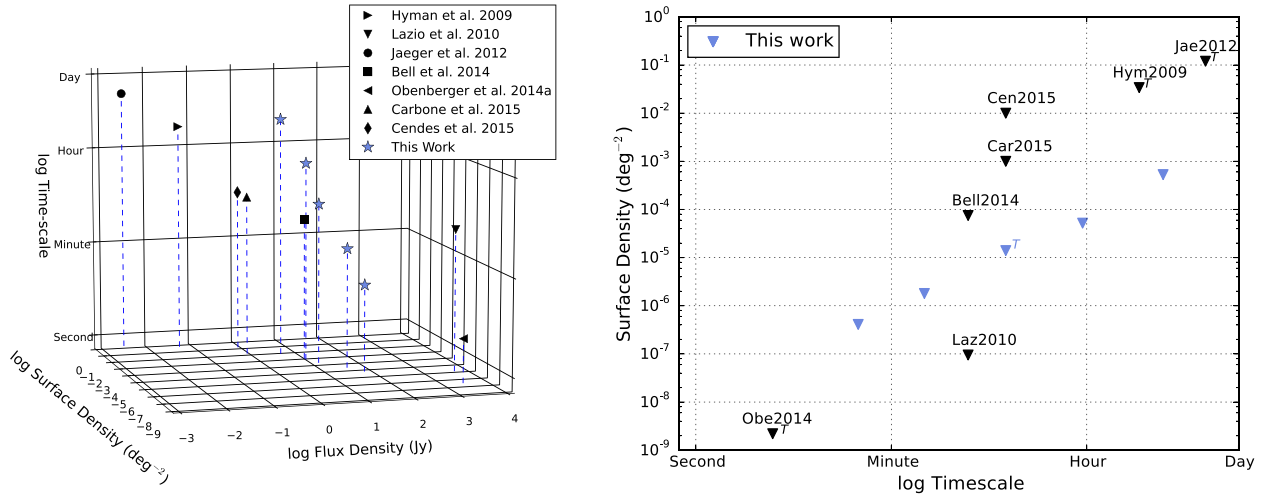 Hyman et al. 2009
Lazio et al. 2010
Jaeger et al. 2012
Bell et al. 2014
Obenberger et al. 2014a
Carbone et al. 2015
Cendes et al. 2015
This Work
Day
Hour
Minute
Second
log Time-scale
0
−1
−2
−3
−4
−5
−6
−7
−8
−9
log Surface Density (deg⁻²)
−3
−2
−1
0
1
2
3
4
log Flux Density (Jy)
This work
10⁰
10⁻¹
10⁻²
10⁻³
10⁻⁴
10⁻⁵
10⁻⁶
10⁻⁷
10⁻⁸
10⁻⁹
Surface Density (deg⁻²)
Jae2012
T
Hym2009
T
Cen2015
Car2015
Bell2014
T
Laz2010
Obe2014
T
Second
Minute
Hour
Day
log Timescale